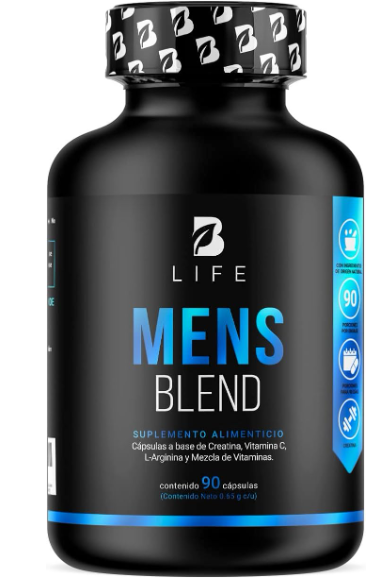 B
LIFE
MENS
BLEND
SUPLEMENTO ALIMENTICIO
Cápsulas a base de Creatina, Vitamina C,
L-Arginina y Mezcla de Vitaminas.
contenido 90 cápsulas
(Contenido Neto 0.65 g c/u)
90
PORCIONES